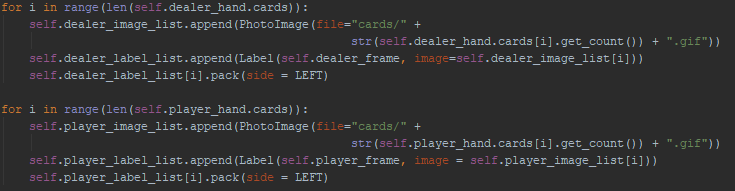 for i in range(len(self.dealer_hand.cards)):
    self.dealer_image_list.append(PhotoImage(file="cards/" +
                                             str(self.dealer_hand.cards[i].get_count()) + ".gif"))
    self.dealer_label_list.append(Label(self.dealer_frame, image=self.dealer_image_list[i]))
    self.dealer_label_list[i].pack(side = LEFT)

for i in range(len(self.player_hand.cards)):
    self.player_image_list.append(PhotoImage(file="cards/" +
                                             str(self.player_hand.cards[i].get_count()) + ".gif"))
    self.player_label_list.append(Label(self.player_frame, image = self.player_image_list[i]))
    self.player_label_list[i].pack(side = LEFT)